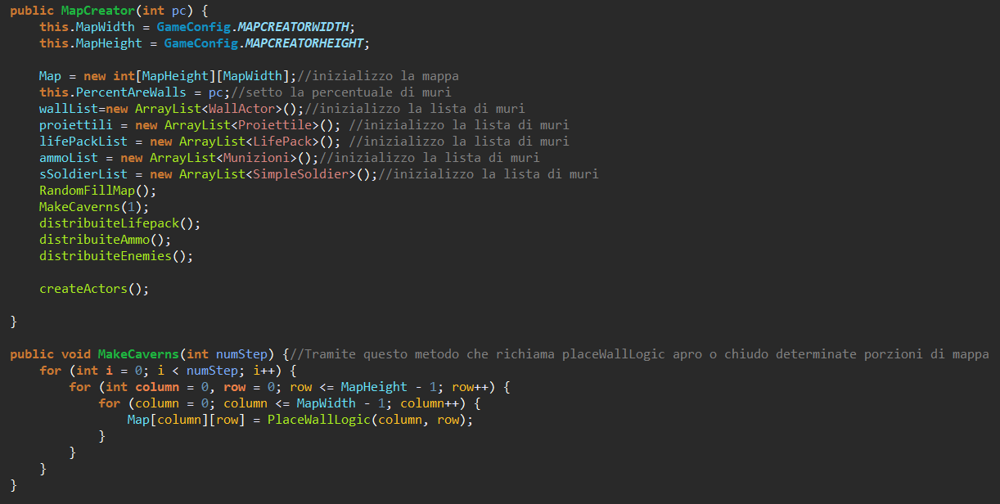 public MapCreator(int pc) {
    this.MapWidth = GameConfig.MAPCREATORWIDTH;
    this.MapHeight = GameConfig.MAPCREATORHEIGHT;

    Map = new int[MapHeight][MapWidth];//inizializzo la mappa
    this.PercentAreWalls = pc;//setto la percentuale di muri
    wallList=new ArrayList<WallActor>();//inizializzo la lista di muri
    proiettili = new ArrayList<Proiettile>(); //inizializzo la lista di muri
    lifePackList = new ArrayList<LifePack>(); //inizializzo la lista di muri
    ammoList = new ArrayList<Munizioni>();//inizializzo la lista di muri
    sSoldierList = new ArrayList<SimpleSoldier>();//inizializzo la lista di muri
    RandomFillMap();
    MakeCaverns(1);
    distribuiteLifepack();
    distribuiteAmmo();
    distribuiteEnemies();

    createActors();

}

public void MakeCaverns(int numStep) {//Tramite questo metodo che richiama placeWallLogic apro o chiudo determinate porzioni di mappa
    for (int i = 0; i < numStep; i++) {
        for (int column = 0, row = 0; row <= MapHeight - 1; row++) {
            for (column = 0; column <= MapWidth - 1; column++) {
                Map[column][row] = PlaceWallLogic(column, row);
            }
        }
    }
}